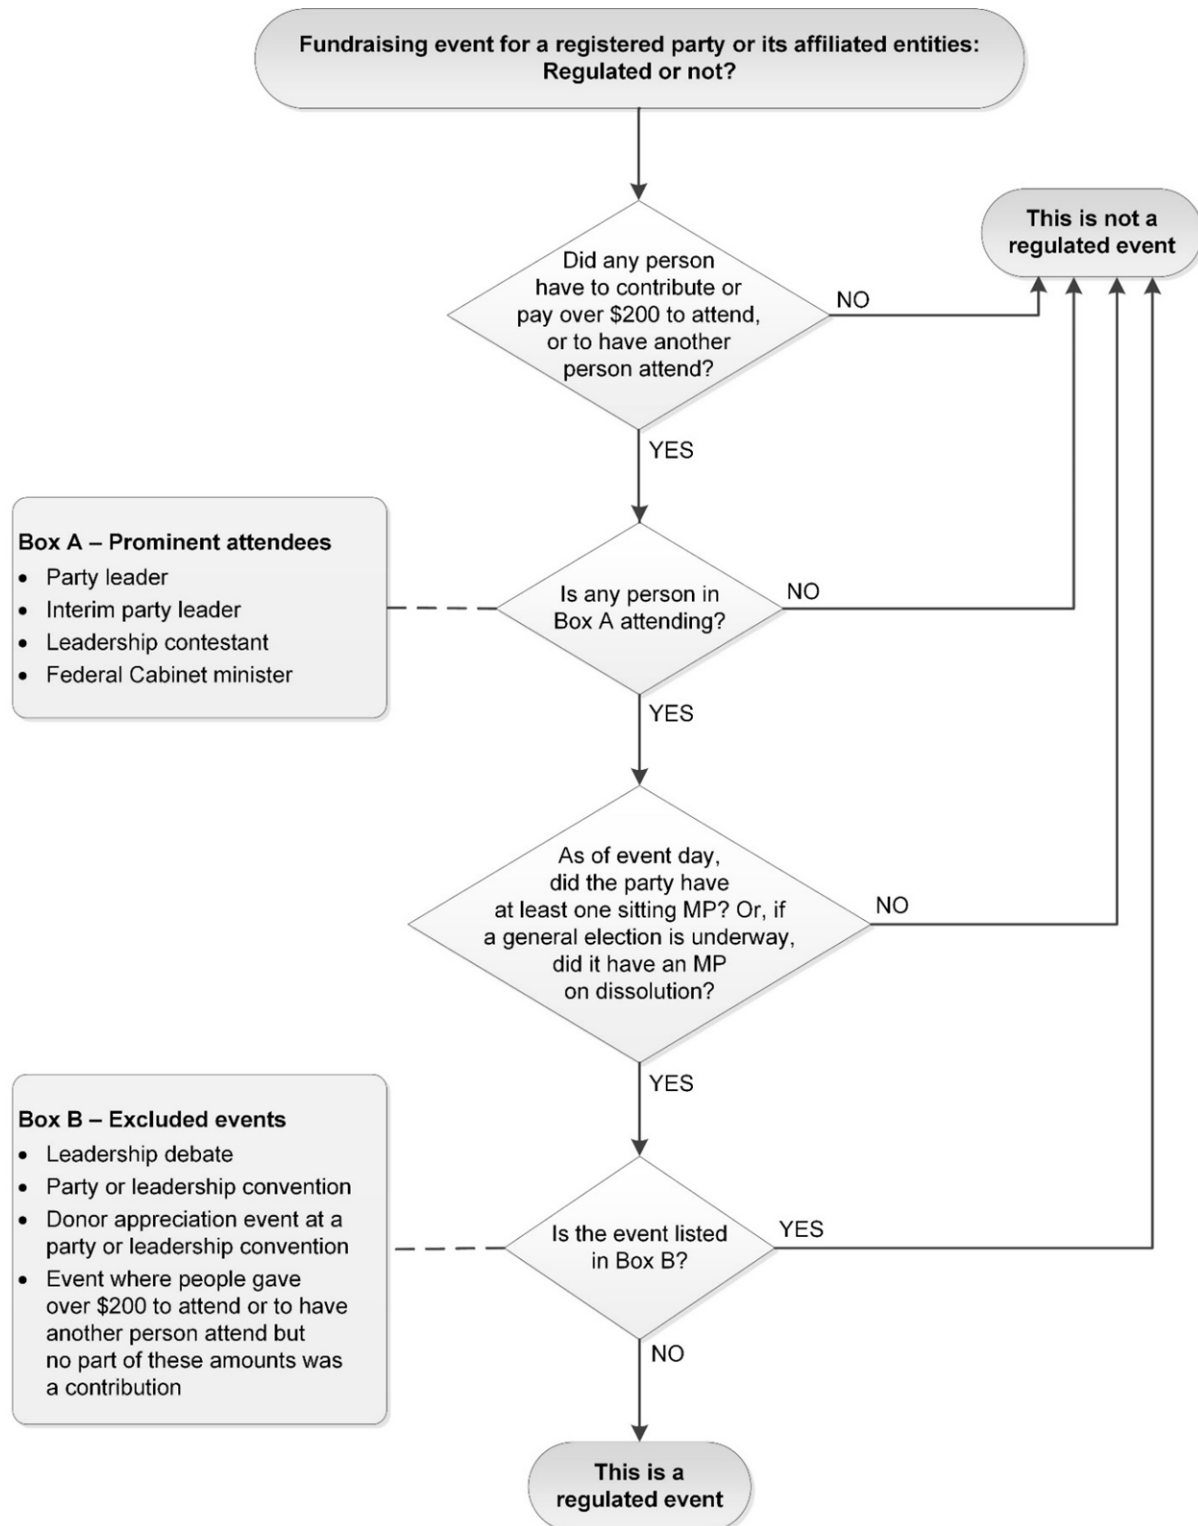 Fundraising event for a registered party or its affiliated entities:
Regulated or not?
This is not a
regulated event
Did any person
have to contribute or
pay over $200 to attend,
or to have another
person attend?
NO
YES
Box A – Prominent attendees
• Party leader
• Interim party leader
• Leadership contestant
• Federal Cabinet minister
Is any person in
Box A attending?
NO
YES
As of event day,
did the party have
at least one sitting MP? Or, if
a general election is underway,
did it have an MP
on dissolution?
NO
YES
Box B – Excluded events
• Leadership debate
• Party or leadership convention
• Donor appreciation event at a
party or leadership convention
• Event where people gave
over $200 to attend or to have
another person attend but
no part of these amounts was
a contribution
Is the event listed
in Box B?
YES
NO
This is a
regulated event